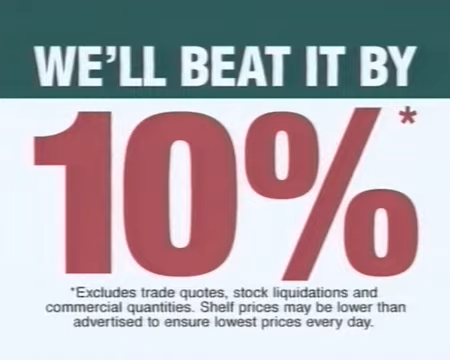 WE'LL BEAT IT BY
10%*
*Excludes trade quotes, stock liquidations and
commercial quantities. Shelf prices may be lower than
advertised to ensure lowest prices every day.